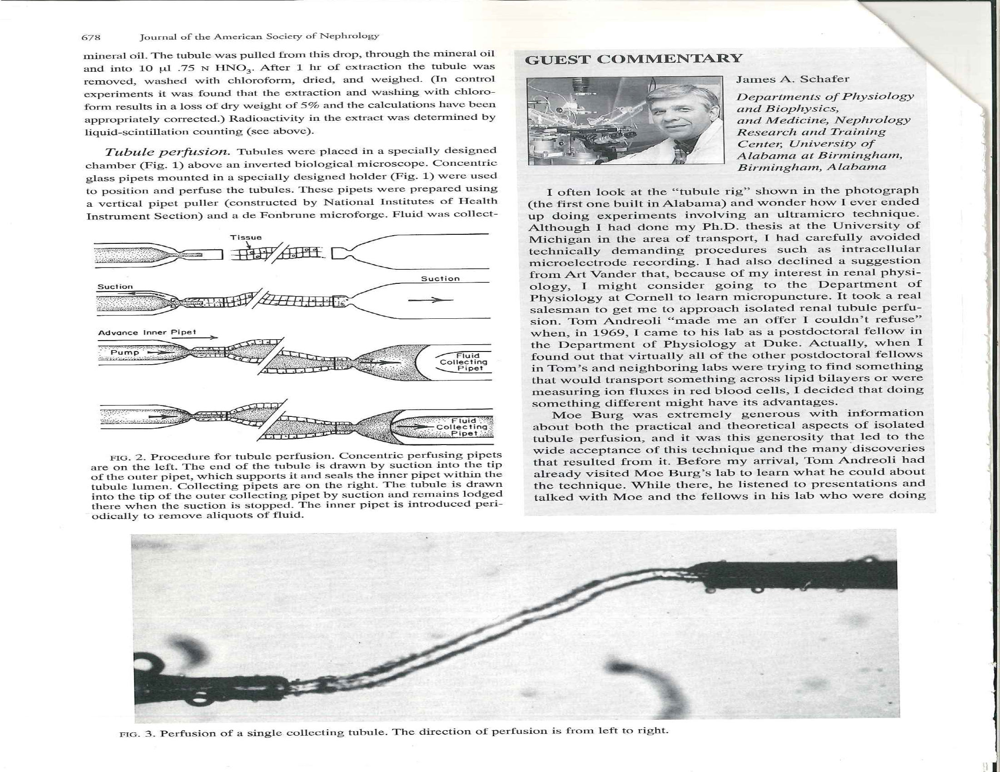 678 Journal of the American Society of Nephrology
mineral oil. The tubule was pulled from this drop, through the mineral oil
and into 10 μl .75 N HNO₃. After 1 hr of extraction the tubule was
removed, washed with chloroform, dried, and weighed. (In control
experiments it was found that the extraction and washing with chloro-
form results in a loss of dry weight of 5% and the calculations have been
appropriately corrected.) Radioactivity in the extract was determined by
liquid-scintillation counting (see above).
Tubule perfusion. Tubules were placed in a specially designed
chamber (Fig. 1) above an inverted biological microscope. Concentric
glass pipets mounted in a specially designed holder (Fig. 1) were used
to position and perfuse the tubules. These pipets were prepared using
a vertical pipet puller (constructed by National Institutes of Health
Instrument Section) and a de Fonbrune microforge. Fluid was collect-
Tissue
Suction
Suction
Advance Inner Pipet
Pump
Fluid
Collecting
Pipet
Fluid
Collecting
Pipet
FIG. 2. Procedure for tubule perfusion. Concentric perfusing pipets
are on the left. The end of the tubule is drawn by suction into the tip
of the outer pipet, which supports it and seals the inner pipet within the
tubule lumen. Collecting pipets are on the right. The tubule is drawn
into the tip of the outer collecting pipet by suction and remains lodged
there when the suction is stopped. The inner pipet is introduced peri-
odically to remove aliquots of fluid.
GUEST COMMENTARY
James A. Schafer
Departments of Physiology
and Biophysics,
and Medicine, Nephrology
Research and Training
Center, University of
Alabama at Birmingham,
Birmingham, Alabama
I often look at the “tubule rig” shown in the photograph
(the first one built in Alabama) and wonder how I ever ended
up doing experiments involving an ultramicro technique.
Although I had done my Ph.D. thesis at the University of
Michigan in the area of transport, I had carefully avoided
technically demanding procedures such as intracellular
microelectrode recording. I had also declined a suggestion
from Art Vander that, because of my interest in renal physi-
ology, I might consider going to the Department of
Physiology at Cornell to learn micropuncture. It took a real
salesman to get me to approach isolated renal tubule perfu-
sion. Tom Andreoli “made me an offer I couldn’t refuse”
when, in 1969, I came to his lab as a postdoctoral fellow in
the Department of Physiology at Duke. Actually, when I
found out that virtually all of the other postdoctoral fellows
in Tom’s and neighboring labs were trying to find something
that would transport something across lipid bilayers or were
measuring ion fluxes in red blood cells, I decided that doing
something different might have its advantages.
Moe Burg was extremely generous with information
about both the practical and theoretical aspects of isolated
tubule perfusion, and it was this generosity that led to the
wide acceptance of this technique and the many discoveries
that resulted from it. Before my arrival, Tom Andreoli had
already visited Moe Burg’s lab to learn what he could about
the technique. While there, he listened to presentations and
talked with Moe and the fellows in his lab who were doing
FIG. 3. Perfusion of a single collecting tubule. The direction of perfusion is from left to right.